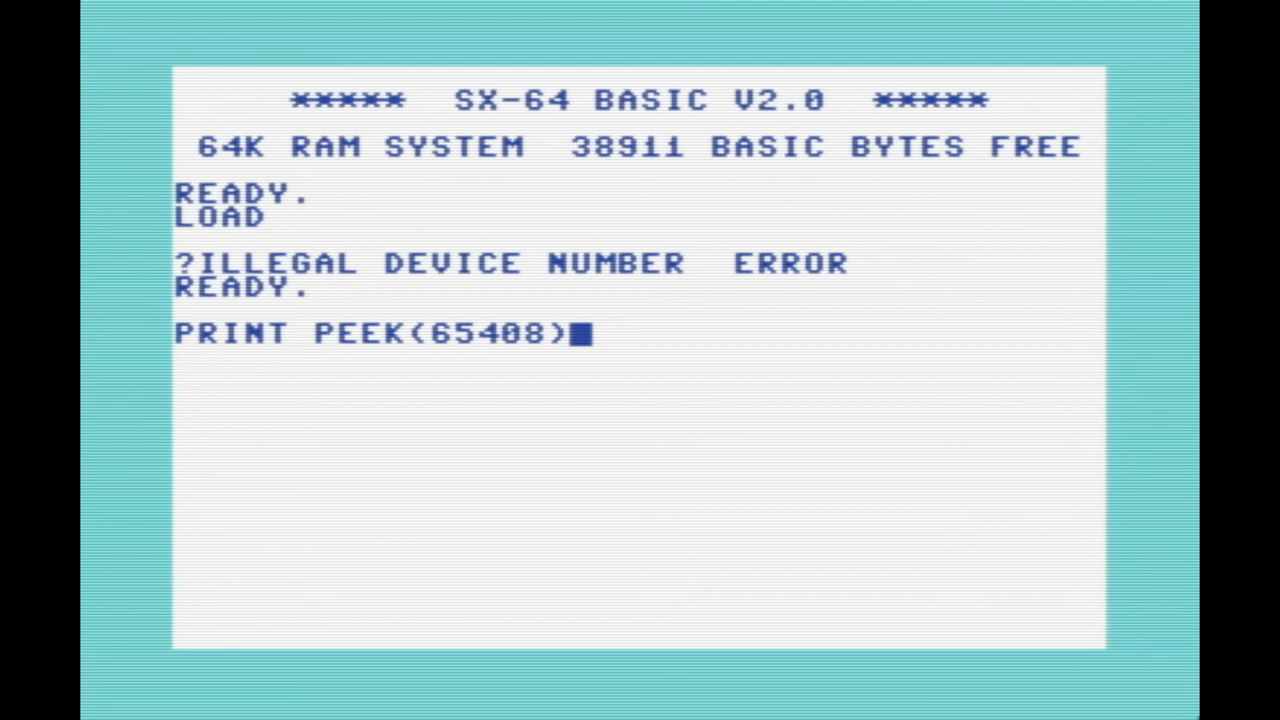 *****  SX-64 BASIC V2.0  *****
64K RAM SYSTEM  38911 BASIC BYTES FREE
READY.
LOAD
?ILLEGAL DEVICE NUMBER  ERROR
READY.
PRINT PEEK(65408)